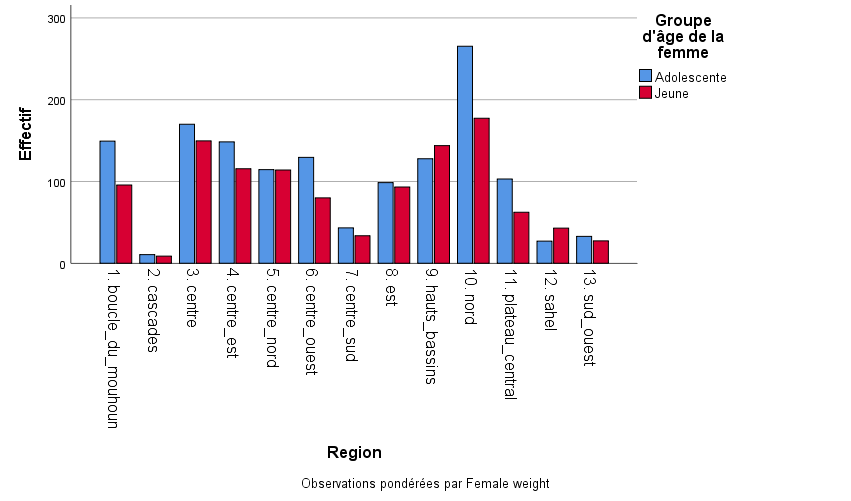 300
200
100
0
Effectif
1. boucle_du_mouhoun
2. cascades
3. centre
4. centre_est
5. centre_nord
6. centre_ouest
7. centre_sud
8. est
9. hauts_bassins
10. nord
11. plateau_central
12. sahel
13. sud_ouest
Region
Groupe
d'âge de la
femme
Adolescente
Jeune
Observations pondérées par Female weight